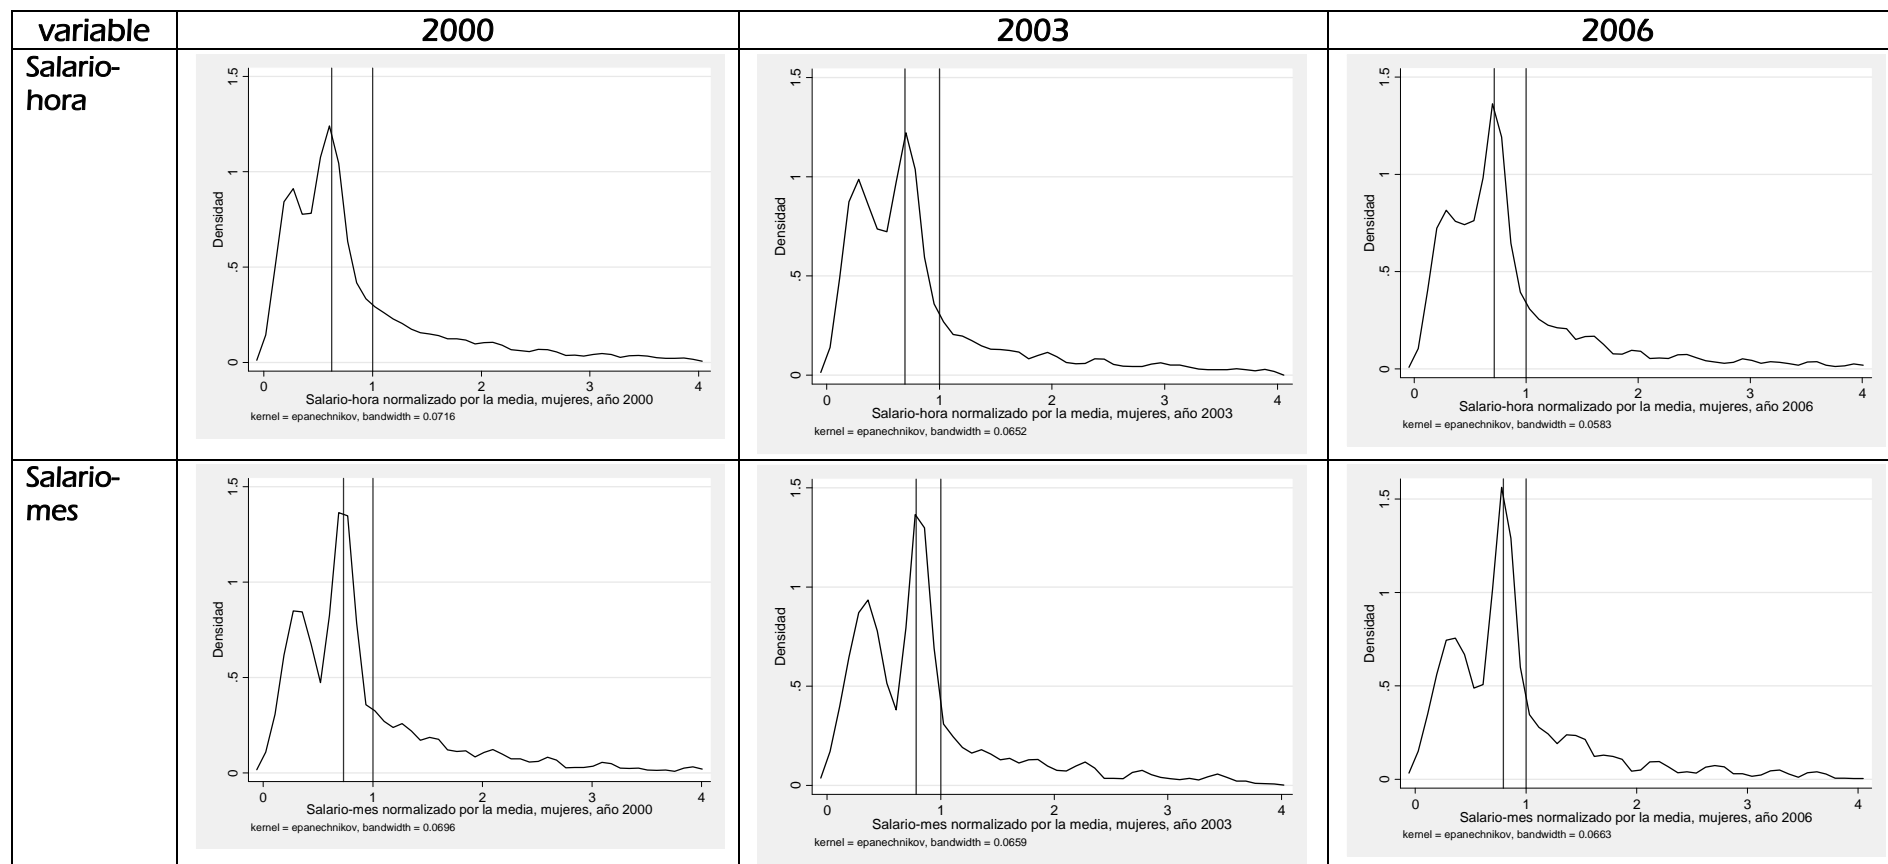 variable 2000 2003 2006
Salario-
hora
1.5
1
.5
0
Densidad
0 1 2 3 4
Salario-hora normalizado por la media, mujeres, año 2000
kernel = epanechnikov, bandwidth = 0.0716
1.5
1
.5
0
Densidad
0 1 2 3 4
Salario-hora normalizado por la media, mujeres, año 2003
kernel = epanechnikov, bandwidth = 0.0652
1.5
1
.5
0
Densidad
0 1 2 3 4
Salario-hora normalizado por la media, mujeres, año 2006
kernel = epanechnikov, bandwidth = 0.0583
Salario-
mes
1.5
1
.5
0
Densidad
0 1 2 3 4
Salario-mes normalizado por la media, mujeres, año 2000
kernel = epanechnikov, bandwidth = 0.0696
1.5
1
.5
0
Densidad
0 1 2 3 4
Salario-mes normalizado por la media, mujeres, año 2003
kernel = epanechnikov, bandwidth = 0.0659
1.5
1
.5
0
Densidad
0 1 2 3 4
Salario-mes normalizado por la media, mujeres, año 2006
kernel = epanechnikov, bandwidth = 0.0663